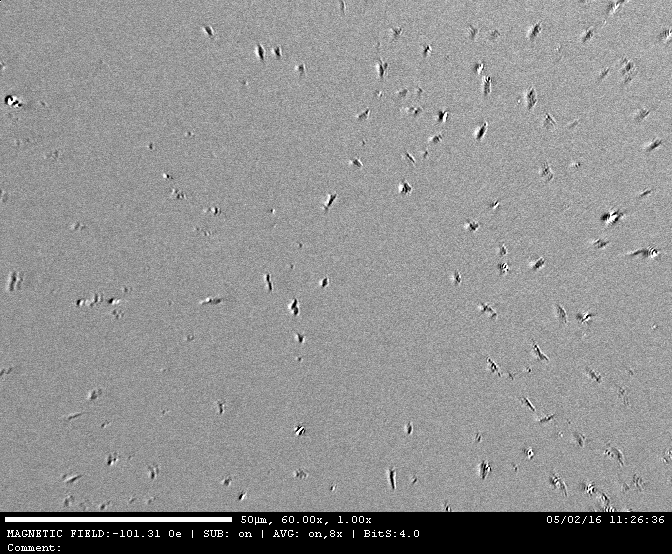 50µm, 60.00x, 1.00x 05/02/16 11:26:36
MAGNETIC FIELD:-101.31 Oe | SUB: on | AVG: on,8x | BitS:4.0
Comment: